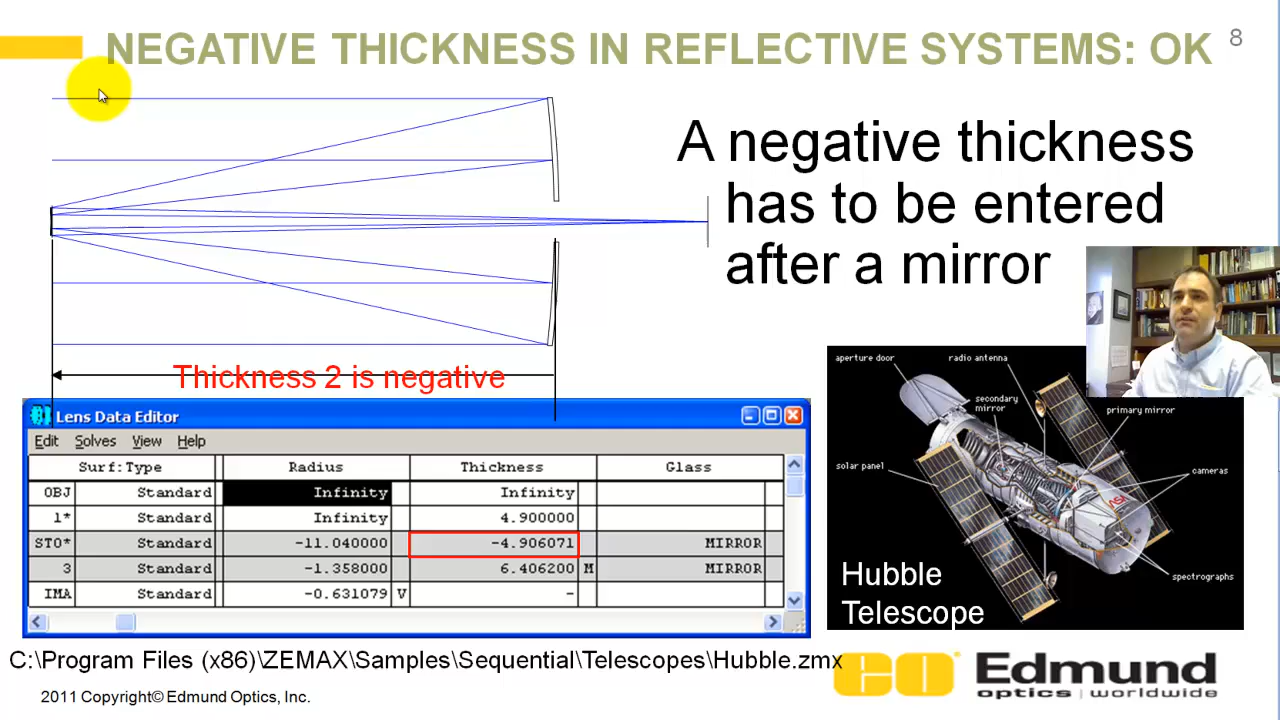 NEGATIVE THICKNESS IN REFLECTIVE SYSTEMS: OK
8
A negative thickness
has to be entered
after a mirror
Thickness 2 is negative
Lens Data Editor
Edit Solves View Help
Surf:Type Radius Thickness Glass
OBJ Standard Infinity Infinity
1* Standard Infinity 4.900000
STO* Standard -11.040000 -4.906071 MIRROR
3 Standard -1.358000 6.406200 M MIRROR
IMA Standard -0.631079 V -
aperture door
radio antenna
secondary
mirror
primary mirror
solar panel
cameras
NASA
spectrographs
Hubble
Telescope
C:\Program Files (x86)\ZEMAX\Samples\Sequential\Telescopes\Hubble.zmx
2011 Copyright© Edmund Optics, Inc.
eo Edmund
optics | worldwide